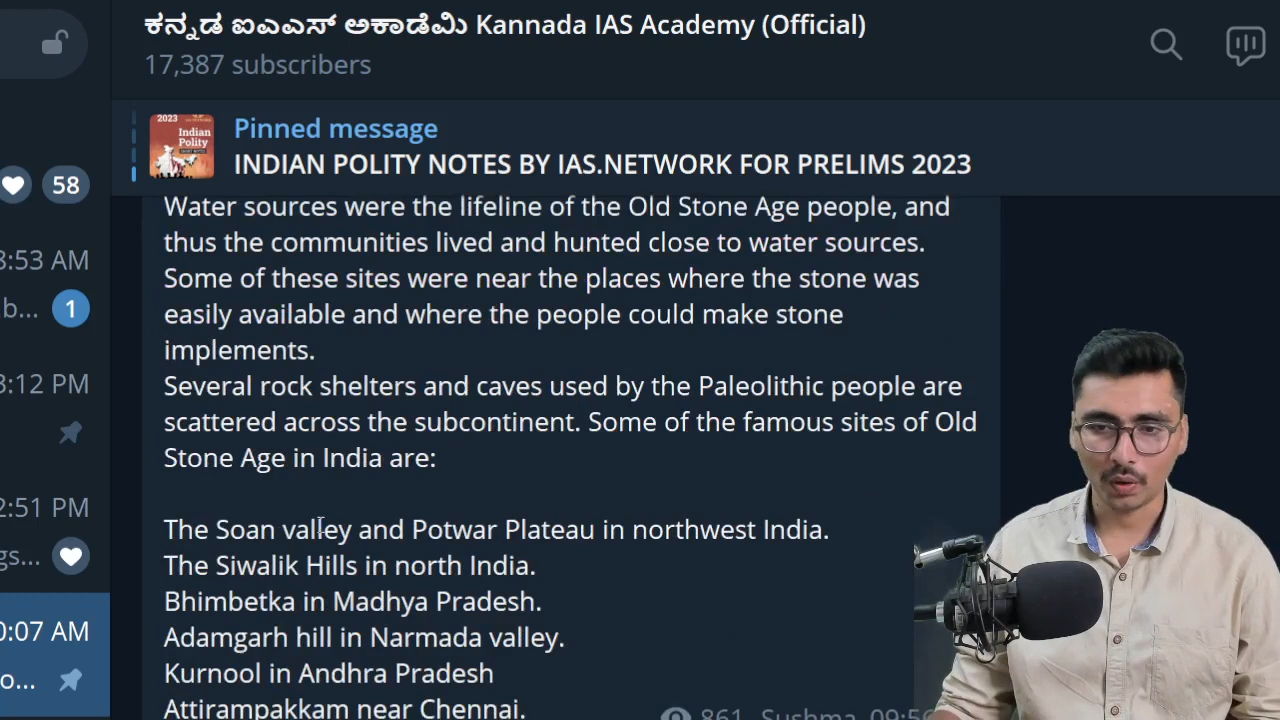 ಕನ್ನಡ ಐಎಎಸ್ ಅಕಾಡೆಮಿ Kannada IAS Academy (Official)
17,387 subscribers
2023
Indian
Polity
Pinned message
INDIAN POLITY NOTES BY IAS.NETWORK FOR PRELIMS 2023
58
8:53 AM
b...
1
3:12 PM
2:51 PM
gs...
0:07 AM
o...
Water sources were the lifeline of the Old Stone Age people, and
thus the communities lived and hunted close to water sources.
Some of these sites were near the places where the stone was
easily available and where the people could make stone
implements.
Several rock shelters and caves used by the Paleolithic people are
scattered across the subcontinent. Some of the famous sites of Old
Stone Age in India are:
The Soan valley and Potwar Plateau in northwest India.
The Siwalik Hills in north India.
Bhimbetka in Madhya Pradesh.
Adamgarh hill in Narmada valley.
Kurnool in Andhra Pradesh
Attirampakkam near Chennai.
861 Sushma